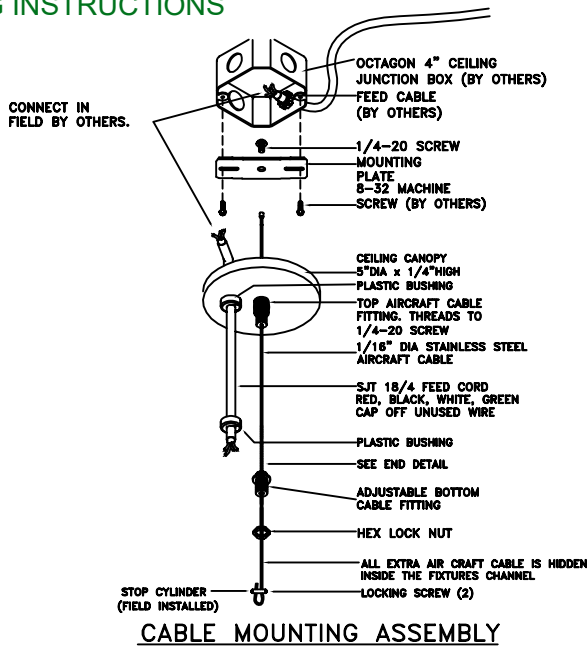 G INSTRUCTIONS
OCTAGON 4" CEILING
JUNCTION BOX (BY OTHERS)
FEED CABLE
(BY OTHERS)
CONNECT IN
FIELD BY OTHERS.
1/4-20 SCREW
MOUNTING
PLATE
8-32 MACHINE
SCREW (BY OTHERS)
CEILING CANOPY
5"DIA x 1/4"HIGH
PLASTIC BUSHING
TOP AIRCRAFT CABLE
FITTING. THREADS TO
1/4-20 SCREW
1/16" DIA STAINLESS STEEL
AIRCRAFT CABLE
SJT 18/4 FEED CORD
RED, BLACK, WHITE, GREEN
CAP OFF UNUSED WIRE
PLASTIC BUSHING
SEE END DETAIL
ADJUSTABLE BOTTOM
CABLE FITTING
HEX LOCK NUT
ALL EXTRA AIR CRAFT CABLE IS HIDDEN
INSIDE THE FIXTURES CHANNEL
STOP CYLINDER
(FIELD INSTALLED)
LOCKING SCREW (2)
CABLE MOUNTING ASSEMBLY